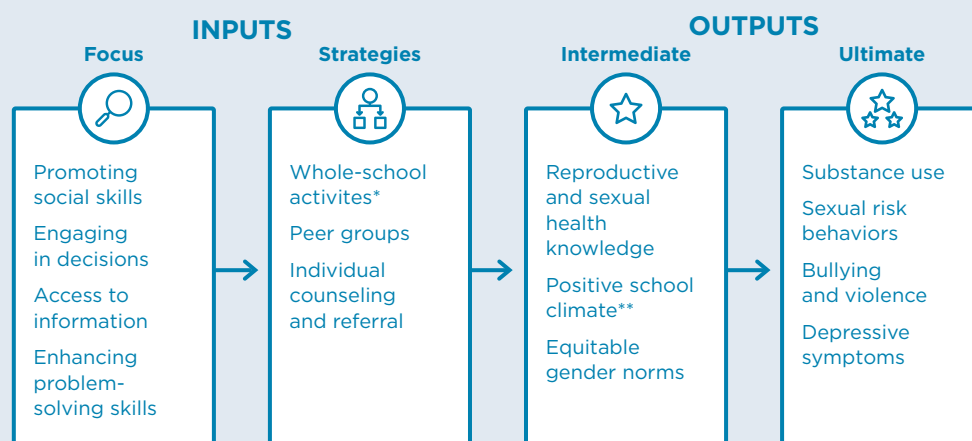 INPUTS
OUTPUTS
Focus
Strategies
Intermediate
Ultimate
Promoting
social skills
Engaging
in decisions
Access to
information
Enhancing
problem-
solving skills
Whole-school
activites*
Peer groups
Individual
counseling
and referral
Reproductive
and sexual
health
knowledge
Positive school
climate**
Equitable
gender norms
Substance use
Sexual risk
behaviors
Bullying
and violence
Depressive
symptoms